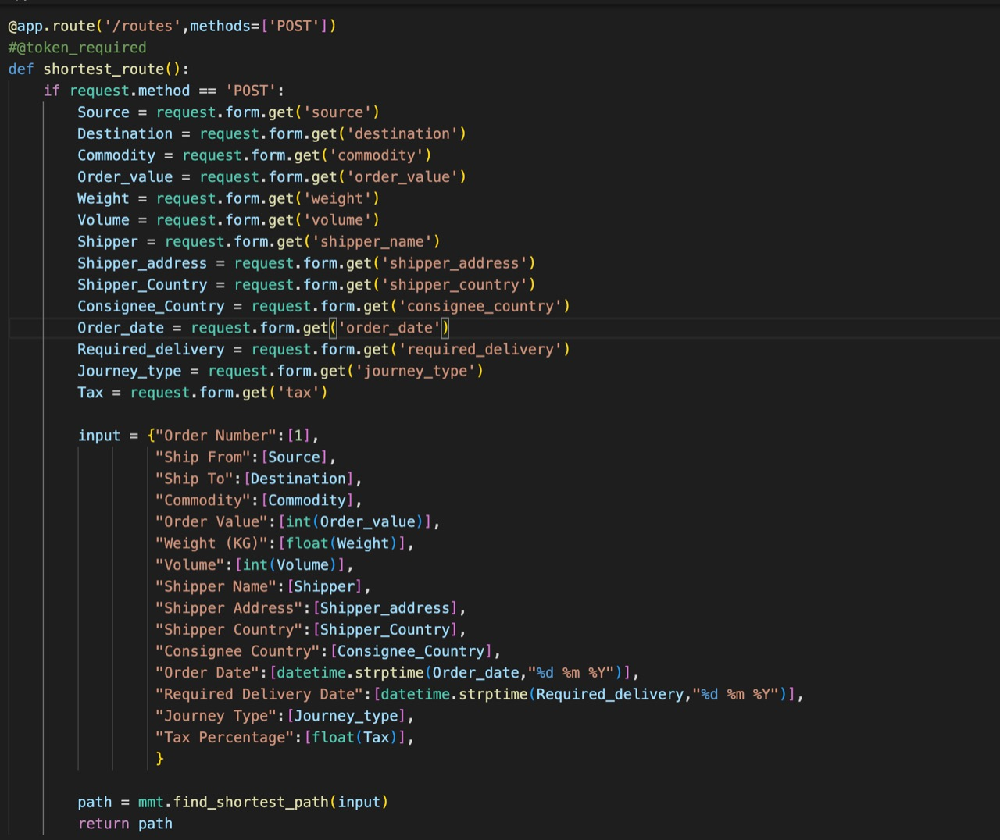 @app.route('/routes',methods=['POST'])
#@token_required
def shortest_route():
    if request.method == 'POST':
        Source = request.form.get('source')
        Destination = request.form.get('destination')
        Commodity = request.form.get('commodity')
        Order_value = request.form.get('order_value')
        Weight = request.form.get('weight')
        Volume = request.form.get('volume')
        Shipper = request.form.get('shipper_name')
        Shipper_address = request.form.get('shipper_address')
        Shipper_Country = request.form.get('shipper_country')
        Consignee_Country = request.form.get('consignee_country')
        Order_date = request.form.get('order_date')
        Required_delivery = request.form.get('required_delivery')
        Journey_type = request.form.get('journey_type')
        Tax = request.form.get('tax')

        input = {"Order Number":[1],
                 "Ship From":[Source],
                 "Ship To":[Destination],
                 "Commodity":[Commodity],
                 "Order Value":[int(Order_value)],
                 "Weight (KG)":[float(Weight)],
                 "Volume":[int(Volume)],
                 "Shipper Name":[Shipper],
                 "Shipper Address":[Shipper_address],
                 "Shipper Country":[Shipper_Country],
                 "Consignee Country":[Consignee_Country],
                 "Order Date":[datetime.strptime(Order_date,"%d %m %Y")],
                 "Required Delivery Date":[datetime.strptime(Required_delivery,"%d %m %Y")],
                 "Journey Type":[Journey_type],
                 "Tax Percentage":[float(Tax)],
                 }

        path = mmt.find_shortest_path(input)
        return path